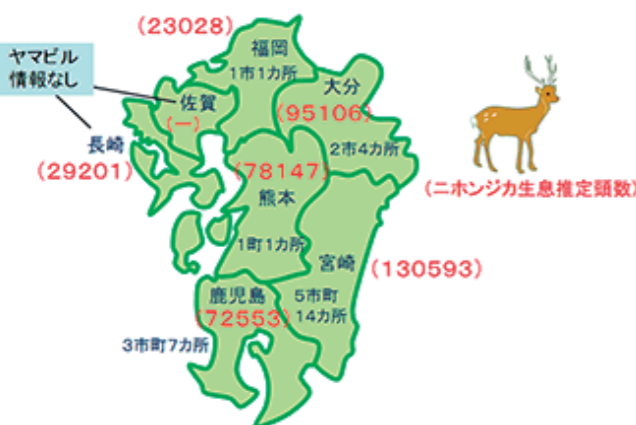 (23028)
福岡
1市1カ所
ヤマビル
情報なし
大分
(95106)
2市4カ所
佐賀
(ー)
長崎
(29201)
(78147)
熊本
1町1カ所
(ニホンジカ生息推定頭数)
宮崎
(130593)
5市町
14カ所
鹿児島
(72553)
3市町7カ所